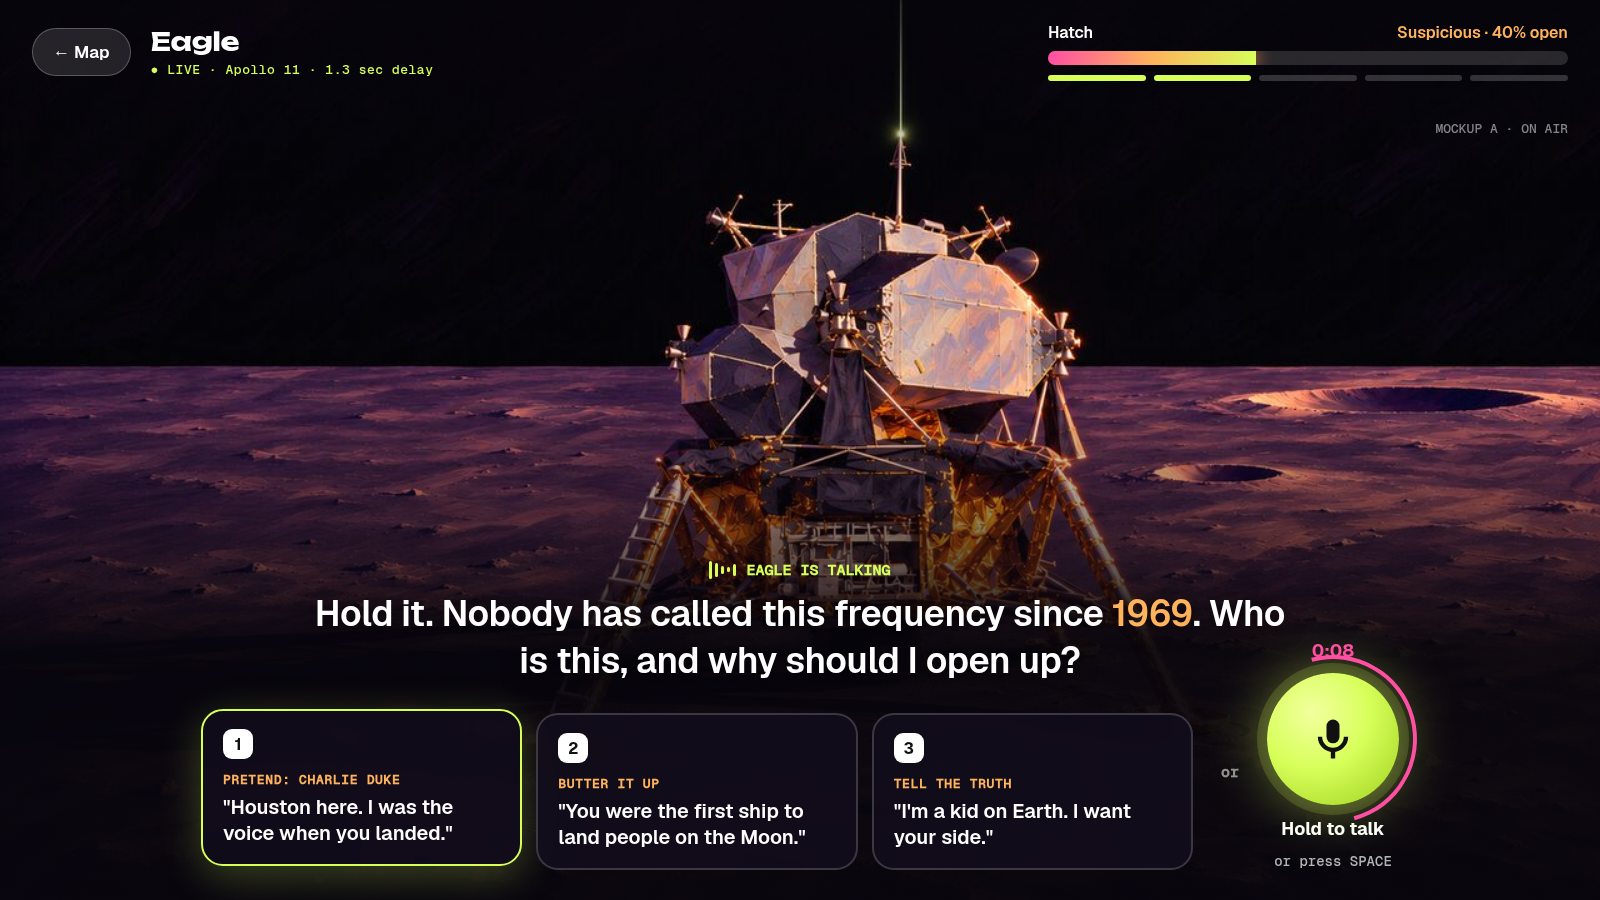 ← Map
Eagle
• LIVE · Apollo 11 · 1.3 sec delay
Hatch
Suspicious · 40% open
MOCKUP A · ON AIR
EAGLE IS TALKING
Hold it. Nobody has called this frequency since 1969. Who
is this, and why should I open up?
1
PRETEND: CHARLIE DUKE
"Houston here. I was the
voice when you landed."
2
BUTTER IT UP
"You were the first ship to
land people on the Moon."
3
TELL THE TRUTH
"I'm a kid on Earth. I want
your side."
or
0:08
Hold to talk
or press SPACE